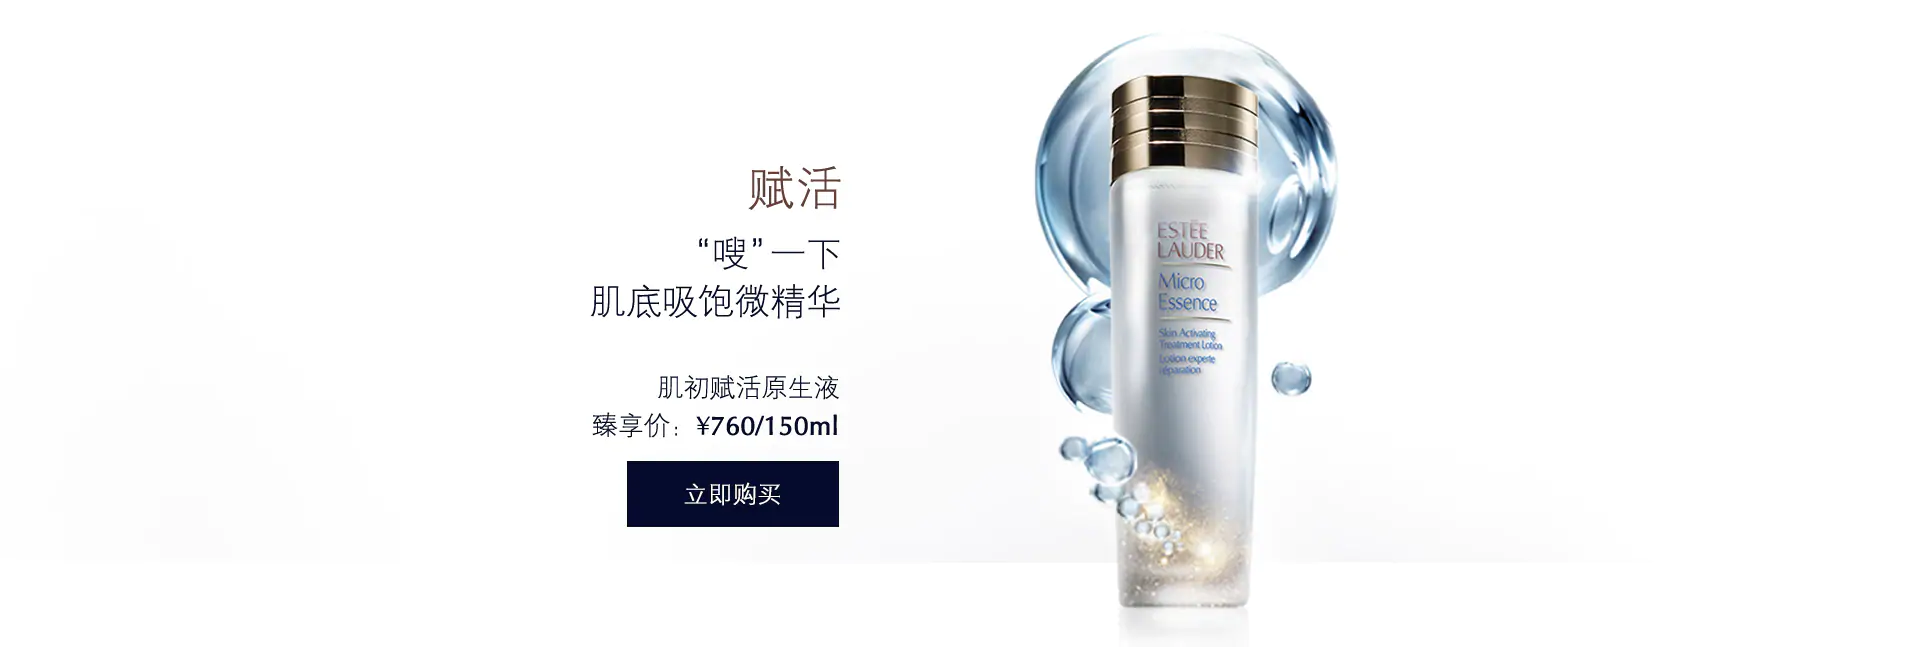 赋活
“嗖”一下
肌底吸饱微精华
肌初赋活原生液
臻享价：¥760/150ml
立即购买
ESTĒE
LAUDER
Micro
Essence
Skin Activating
Treatment Lotion
Lotion experte
réparation